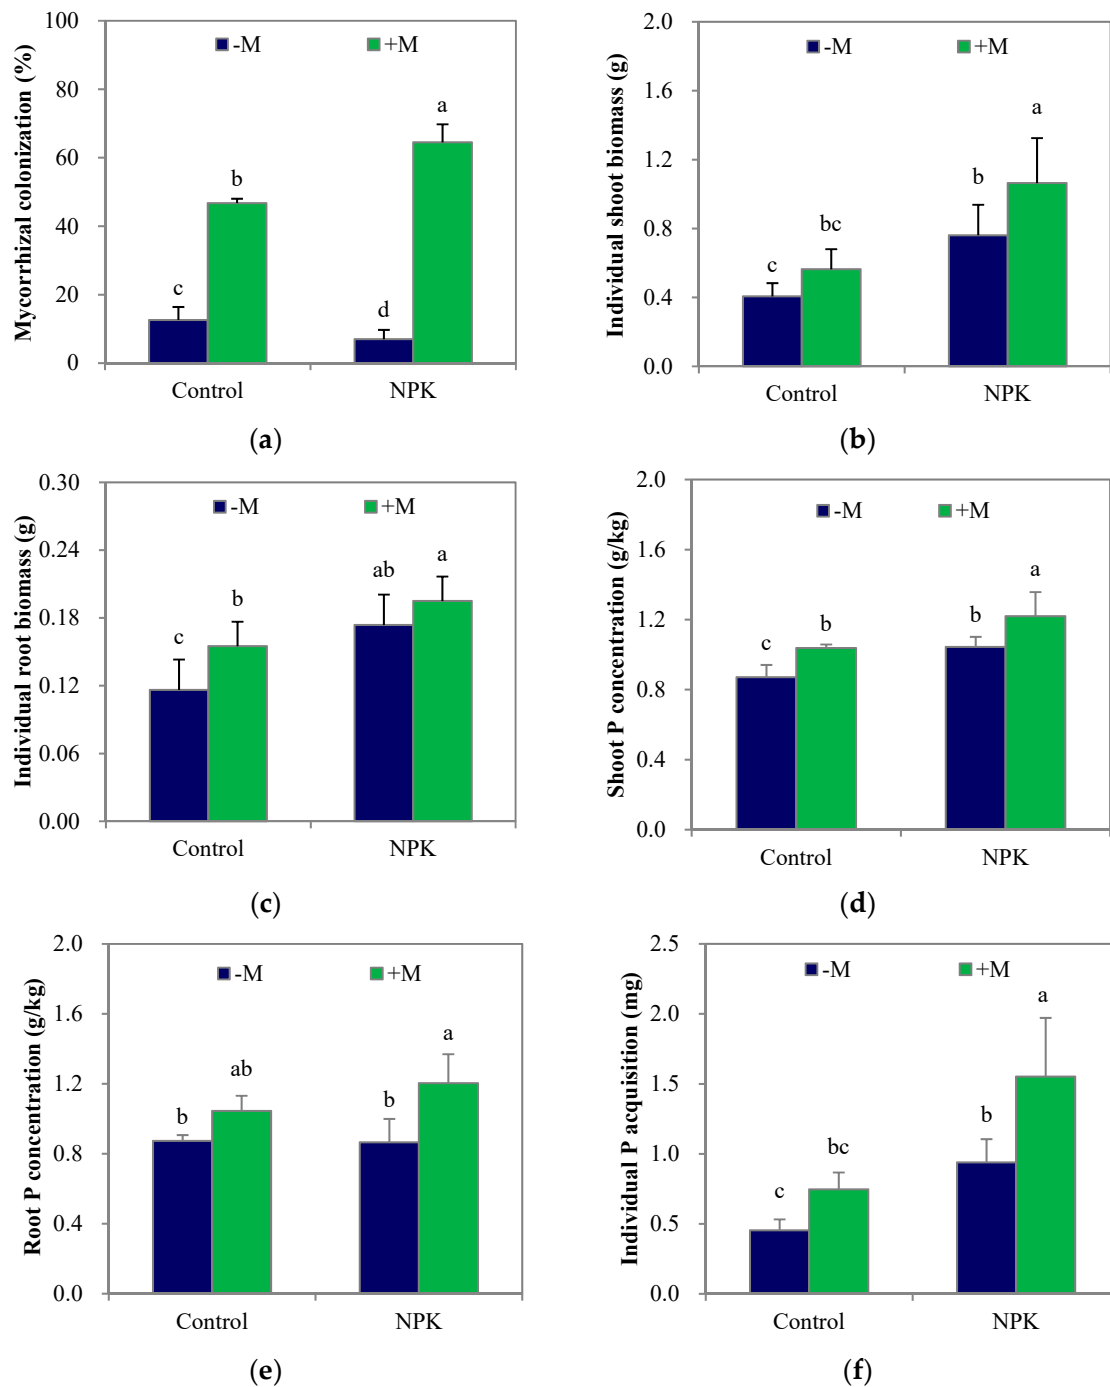 Mycorrhizal colonization (%)
100
80
60
40
20
0
-M +M
c
b
d
a
Control NPK
(a)
Individual shoot biomass (g)
2.0
1.6
1.2
0.8
0.4
0.0
-M +M
c
bc
b
a
Control NPK
(b)
Individual root biomass (g)
0.30
0.24
0.18
0.12
0.06
0.00
-M +M
c
b
ab
a
Control NPK
(c)
Shoot P concentration (g/kg)
2.0
1.6
1.2
0.8
0.4
0.0
-M +M
c
b
b
a
Control NPK
(d)
Root P concentration (g/kg)
2.0
1.6
1.2
0.8
0.4
0.0
-M +M
b
ab
b
a
Control NPK
(e)
Individual P acquisition (mg)
2.5
2.0
1.5
1.0
0.5
0.0
-M +M
c
bc
b
a
Control NPK
(f)